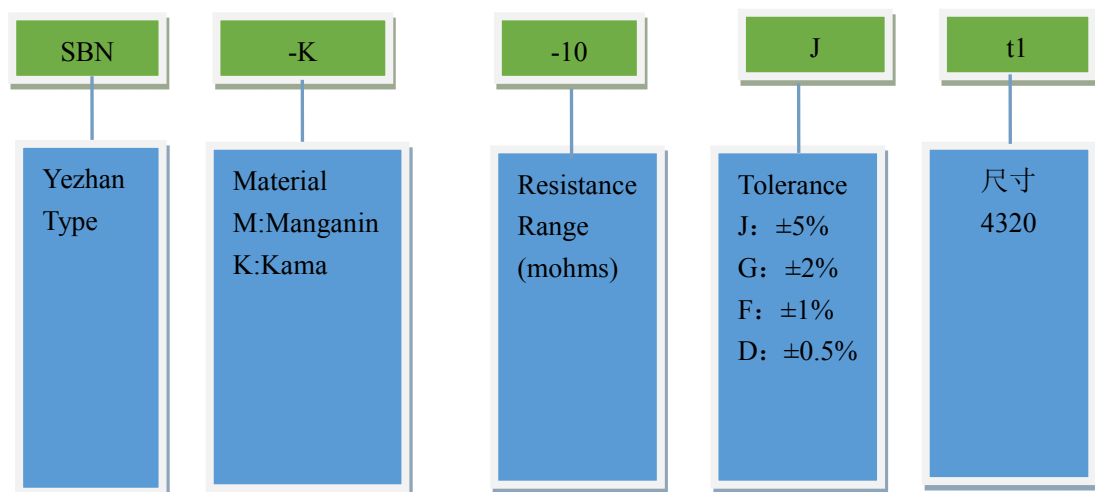 SBN
-K
-10
J
t1
Yezhan
Type
Material
M:Manganin
K:Kama
Resistance
Range
(mohms)
Tolerance
J：±5%
G：±2%
F：±1%
D：±0.5%
尺寸
4320